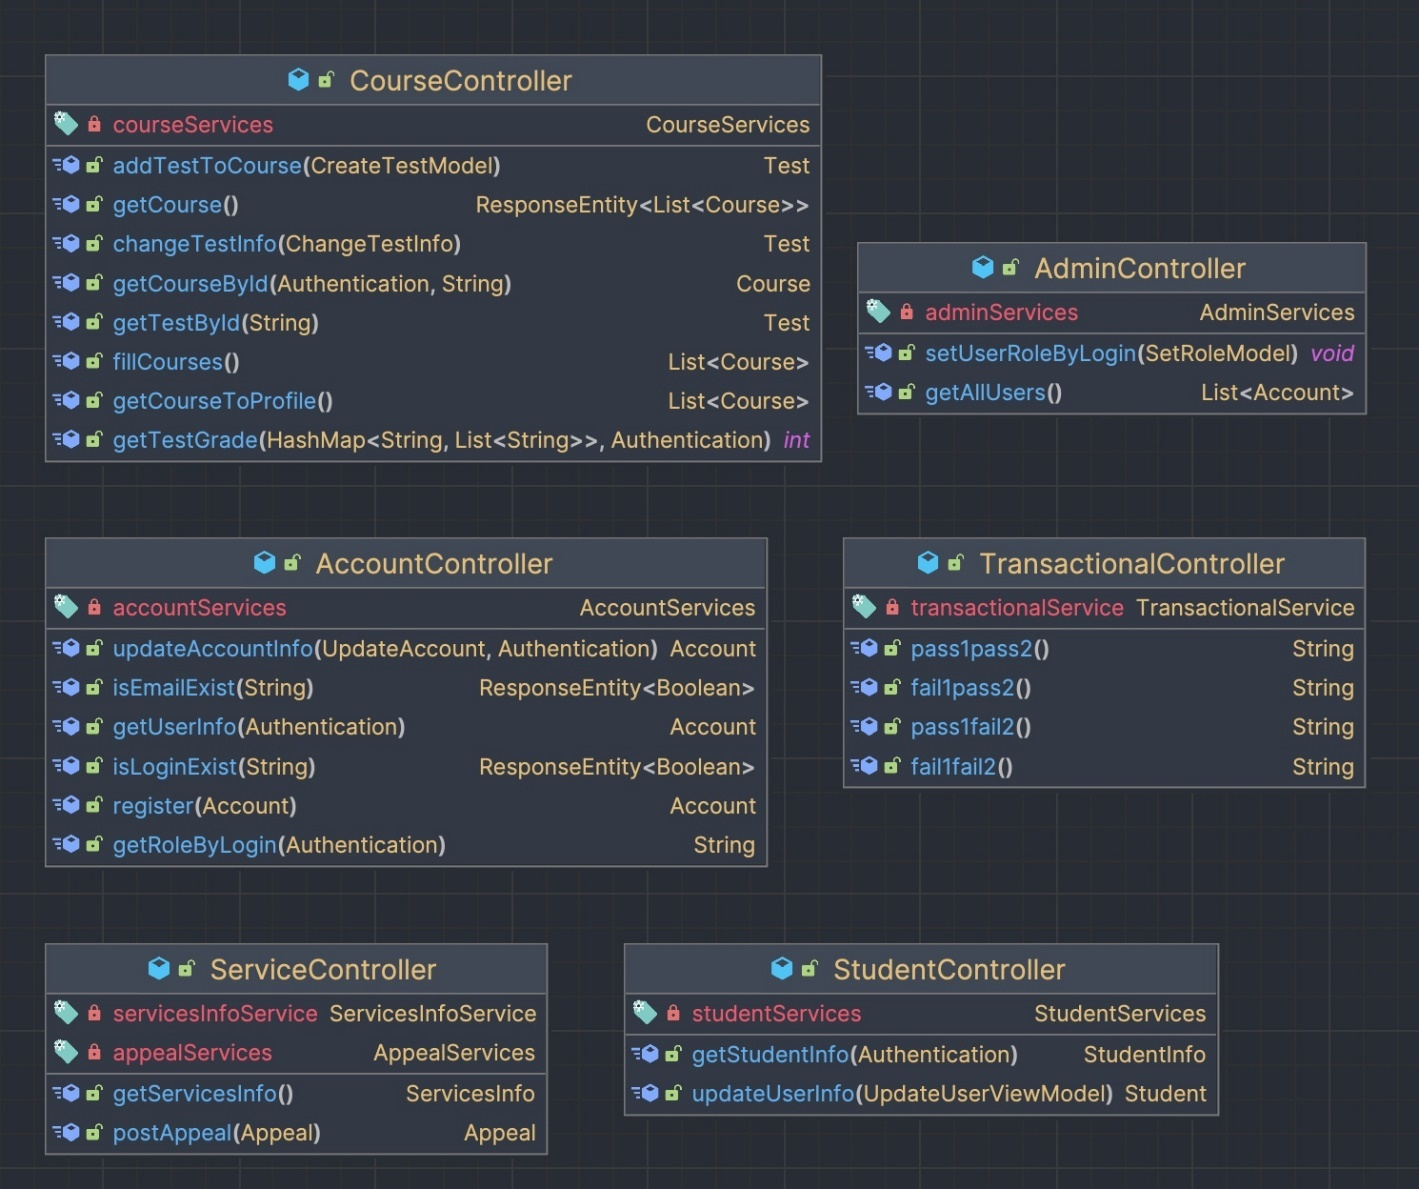 CourseController
courseServices CourseServices
addTestToCourse(CreateTestModel) Test
getCourse() ResponseEntity<List<Course>>
changeTestInfo(ChangeTestInfo) Test
getCourseById(Authentication, String) Course
getTestById(String) Test
fillCourses() List<Course>
getCourseToProfile() List<Course>
getTestGrade(HashMap<String, List<String>>, Authentication) int
AdminController
adminServices AdminServices
setUserRoleByLogin(SetRoleModel) void
getAllUsers() List<Account>
AccountController
accountServices AccountServices
updateAccountInfo(UpdateAccount, Authentication) Account
isEmailExist(String) ResponseEntity<Boolean>
getUserInfo(Authentication) Account
isLoginExist(String) ResponseEntity<Boolean>
register(Account) Account
getRoleByLogin(Authentication) String
TransactionalController
transactionalService TransactionalService
pass1pass2() String
fail1pass2() String
pass1fail2() String
fail1fail2() String
ServiceController
servicesInfoService ServicesInfoService
appealServices AppealServices
getServicesInfo() ServicesInfo
postAppeal(Appeal) Appeal
StudentController
studentServices StudentServices
getStudentInfo(Authentication) StudentInfo
updateUserInfo(UpdateUserViewModel) Student